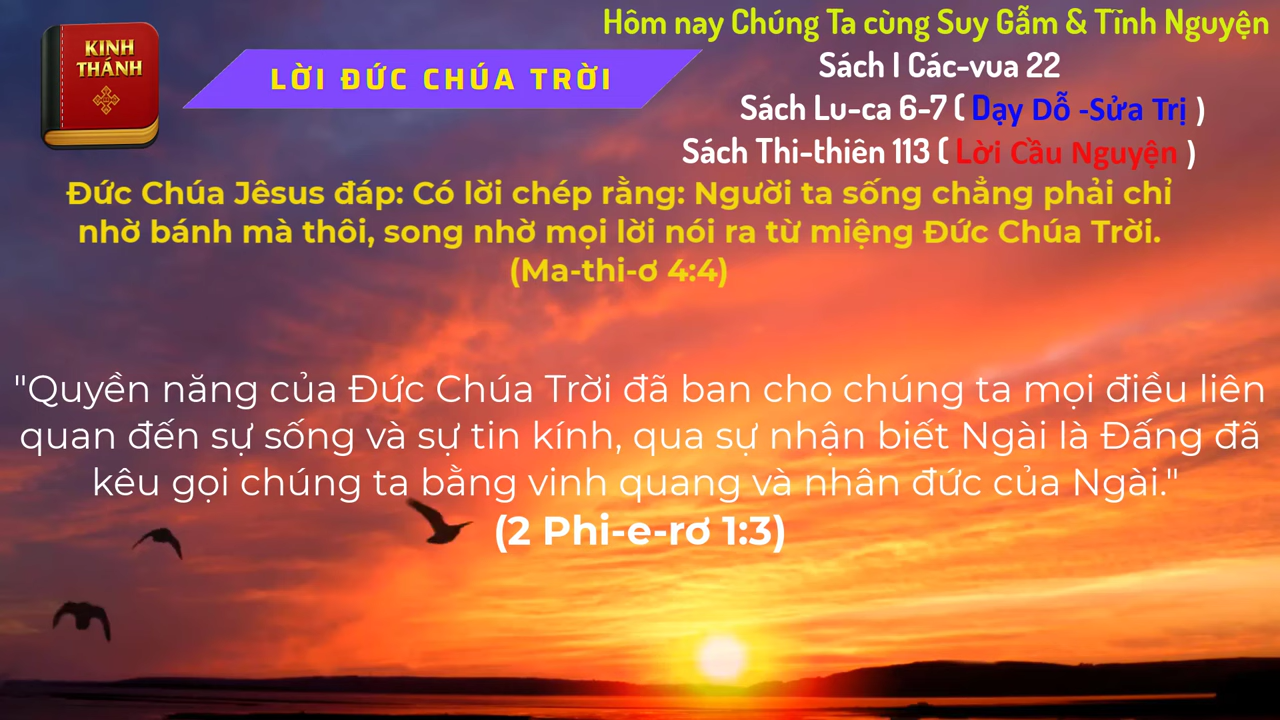 KINH
THÁNH
LỜI ĐỨC CHÚA TRỜI
Hôm nay Chúng Ta cùng Suy Gẫm & Tĩnh Nguyện
Sách I Các-vua 22
Sách Lu-ca 6-7 ( Dạy Dỗ -Sửa Trị )
Sách Thi-thiên 113 ( Lời Cầu Nguyện )
Đức Chúa Jêsus đáp: Có lời chép rằng: Người ta sống chẳng phải chỉ
nhờ bánh mà thôi, song nhờ mọi lời nói ra từ miệng Đức Chúa Trời.
(Ma-thi-ơ 4:4)
"Quyền năng của Đức Chúa Trời đã ban cho chúng ta mọi điều liên
quan đến sự sống và sự tin kính, qua sự nhận biết Ngài là Đấng đã
kêu gọi chúng ta bằng vinh quang và nhân đức của Ngài."
(2 Phi-e-rơ 1:3)